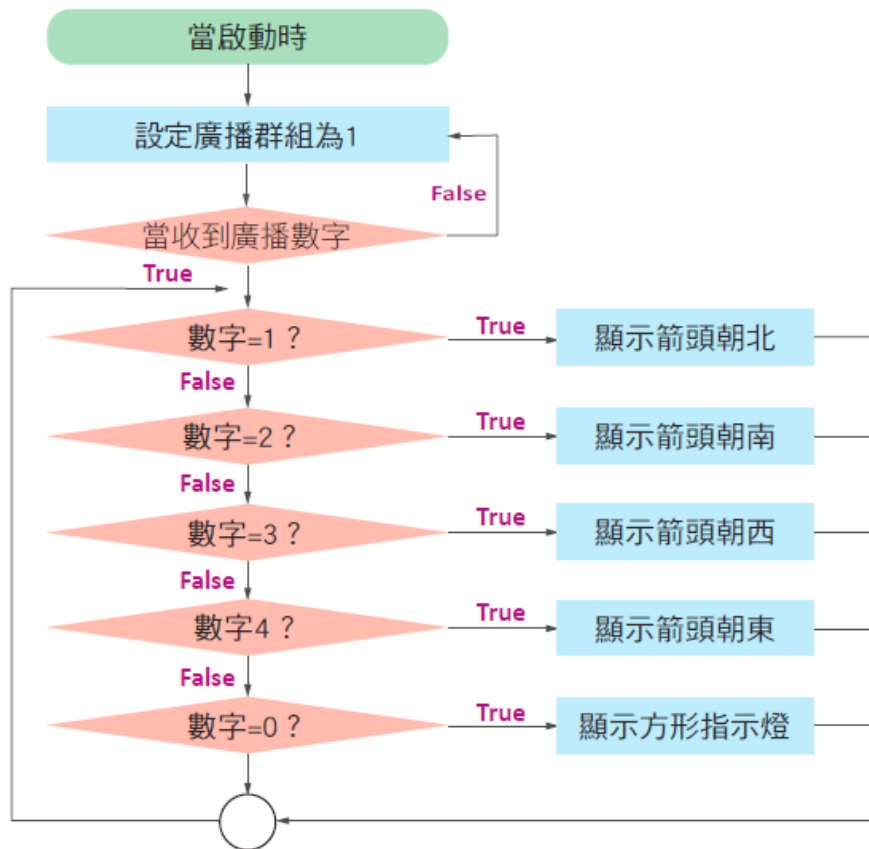 當啟動時
設定廣播群組為1
False
當收到廣播數字
True
數字=1？
True
顯示箭頭朝北
False
數字=2？
True
顯示箭頭朝南
False
數字=3？
True
顯示箭頭朝西
False
數字4？
True
顯示箭頭朝東
False
數字=0？
True
顯示方形指示燈